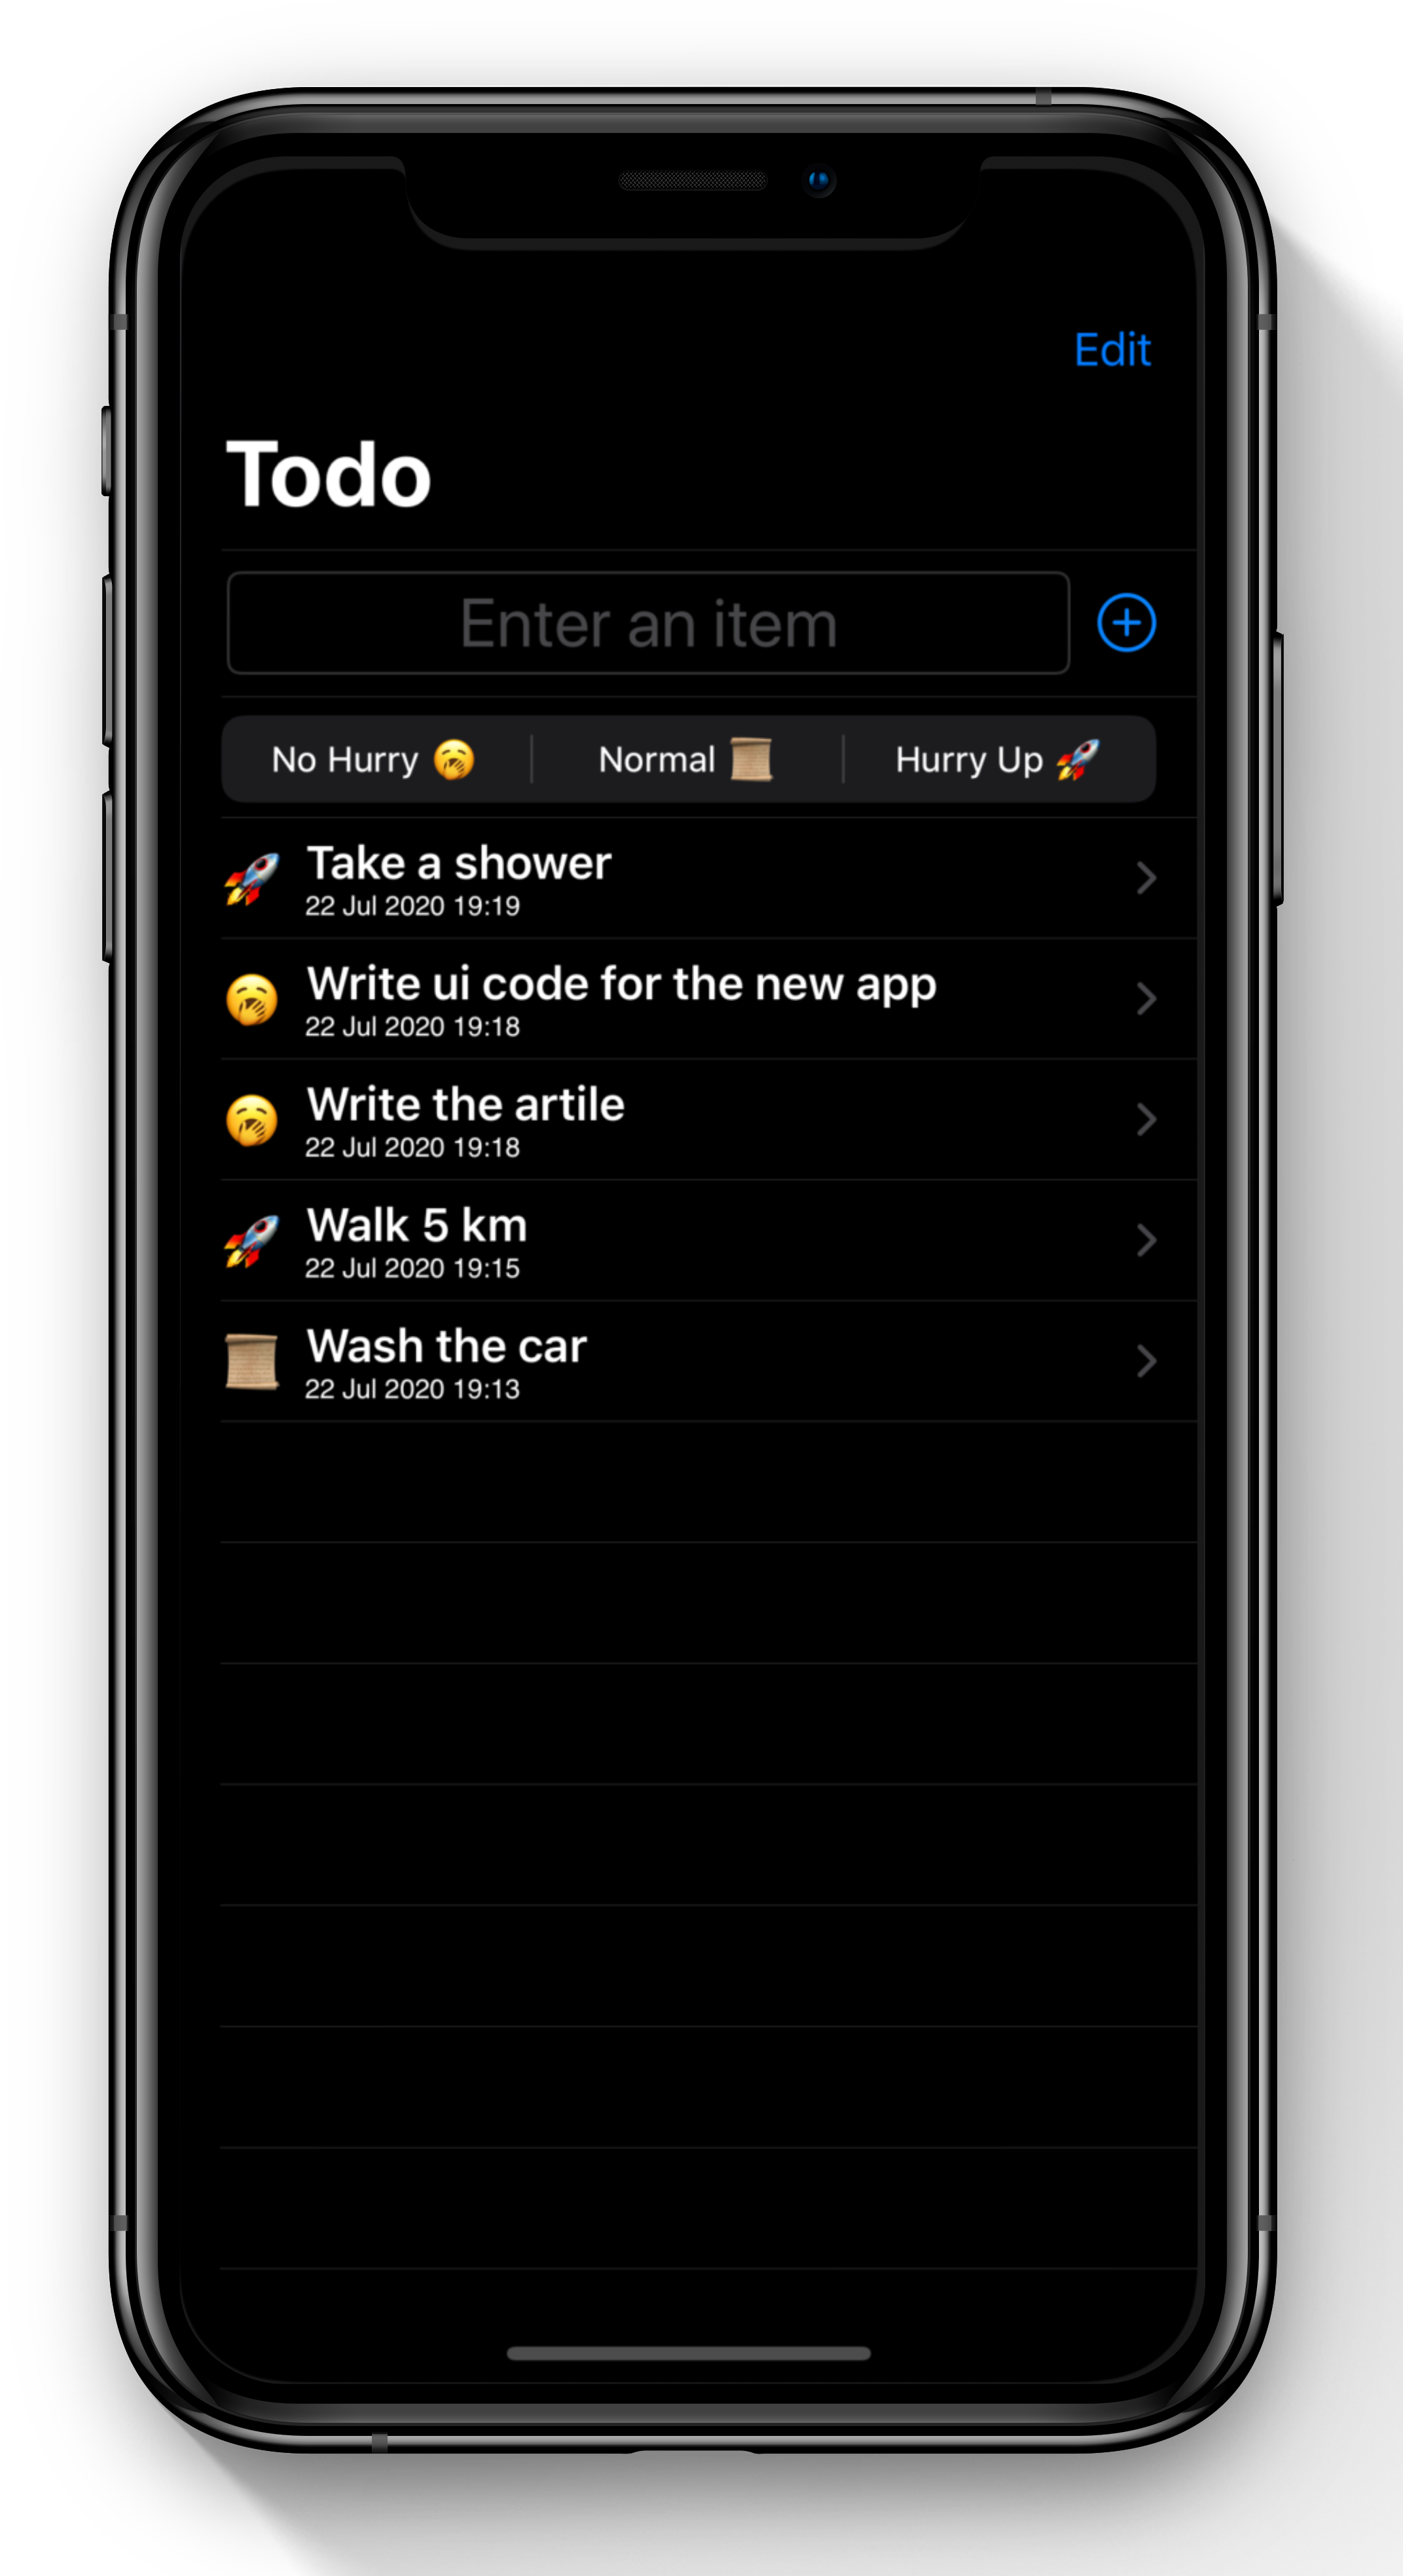 Edit
Todo
Enter an item
No Hurry 🥱 Normal 📜 Hurry Up 🚀
🚀 Take a shower
22 Jul 2020 19:19
🥱 Write ui code for the new app
22 Jul 2020 19:18
🥱 Write the artile
22 Jul 2020 19:18
🚀 Walk 5 km
22 Jul 2020 19:15
📜 Wash the car
22 Jul 2020 19:13